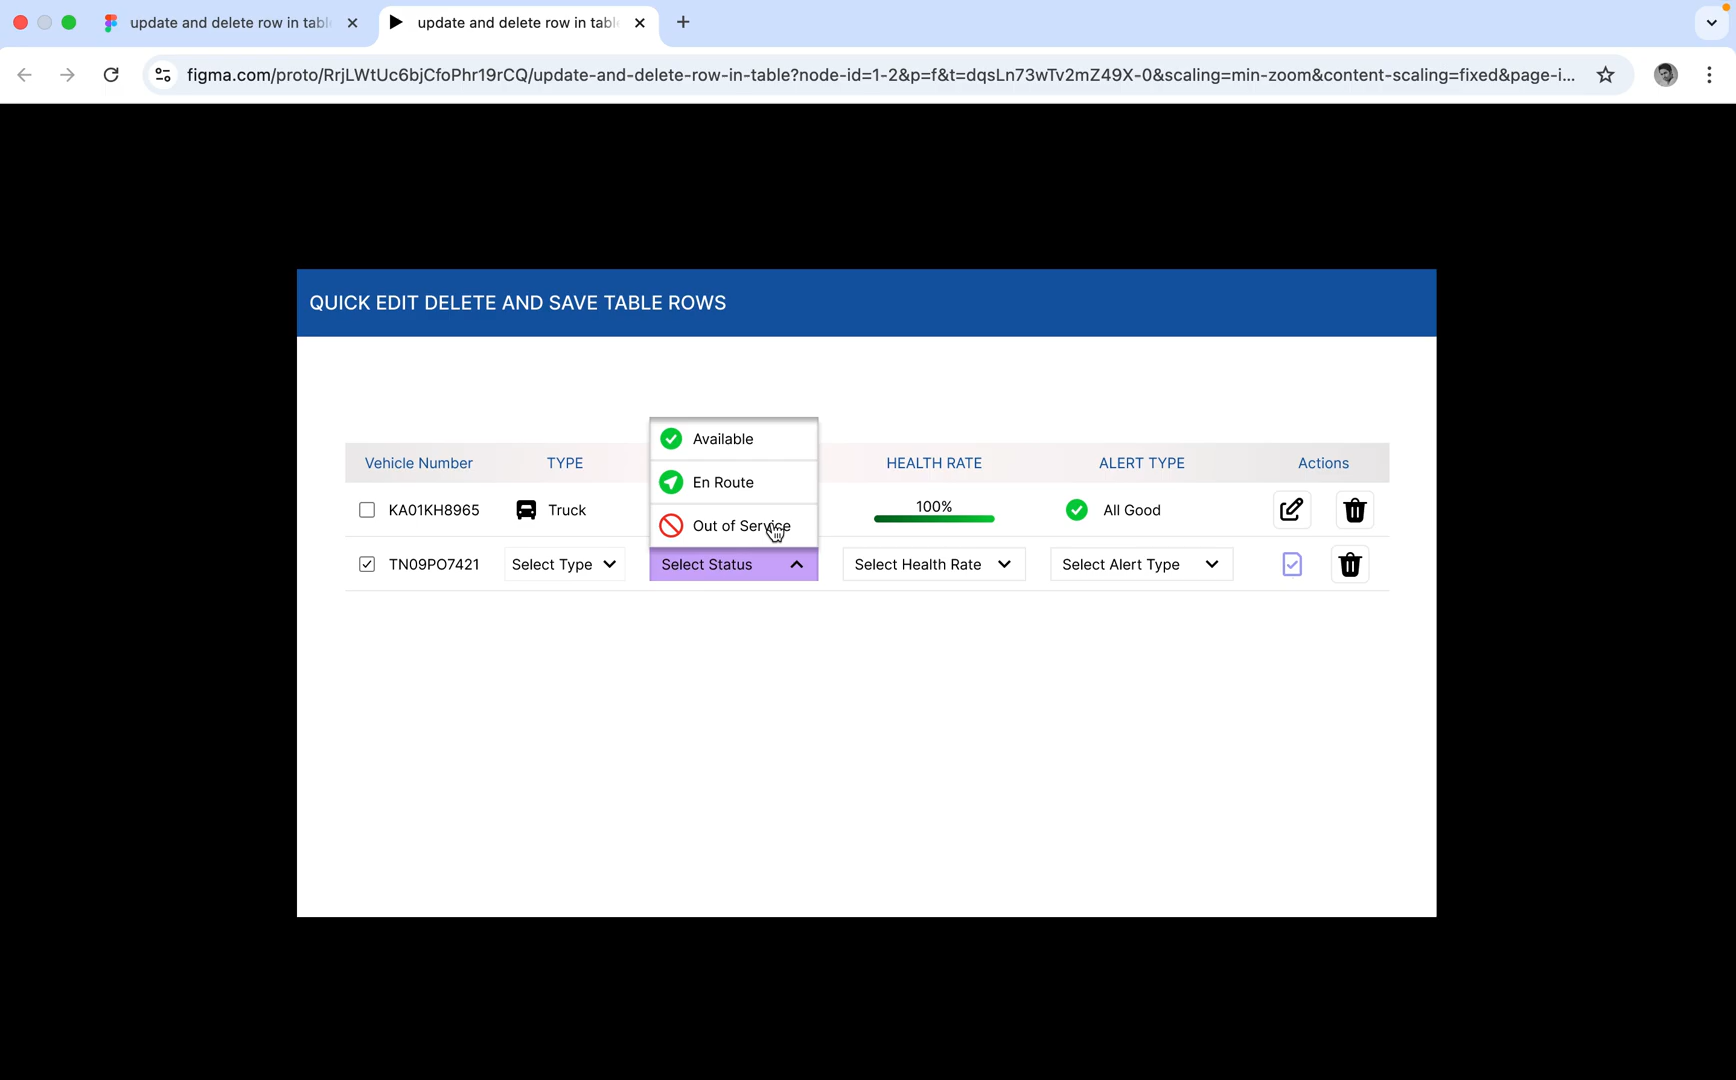 update and delete row in tabl
update and delete row in tabl
figma.com/proto/RrjLWtUc6bjCfoPhr19rCQ/update-and-delete-row-in-table?node-id=1-2&p=f&t=dqsLn73wTv2mZ49X-0&scaling=min-zoom&content-scaling=fixed&page-i...
QUICK EDIT DELETE AND SAVE TABLE ROWS
Available
Vehicle Number TYPE HEALTH RATE ALERT TYPE Actions
En Route
KA01KH8965 Truck 100% All Good
Out of Service
TN09PO7421 Select Type Select Status Select Health Rate Select Alert Type